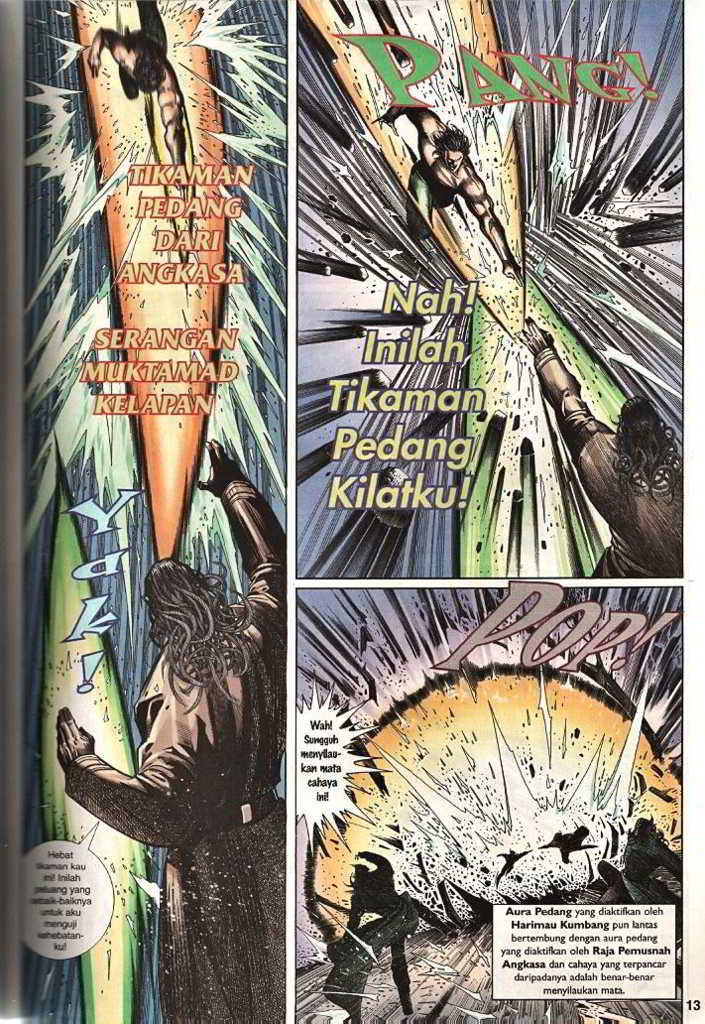 TIKAMAN
PEDANG
DARI
ANGKASA
SERANGAN
MUKTAMAD
KELAPAN
Yak!
Hebat
tikaman kau
ini! Inilah
peluang yang
terbaik-baiknya
untuk aku
menguji
kehebatan-
ku!
PANG!
Nah!
Inilah
Tikaman
Pedang
Kilatku!
POP!
Wah!
Sungguh
menyilau-
kan mata
cahaya
ini!
Aura Pedang yang diaktifkan oleh
Harimau Kumbang pun lantas
bertembung dengan aura pedang
yang diaktifkan oleh Raja Pemusnah
Angkasa dan cahaya yang terpancar
daripadanya adalah benar-benar
menyilaukan mata.
13